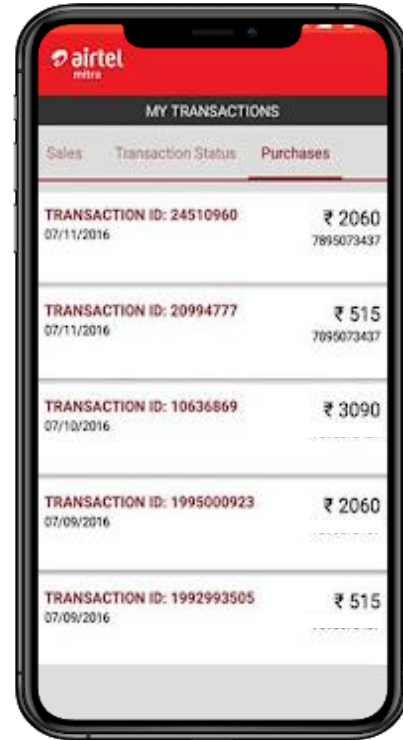 airtel
mitra
MY TRANSACTIONS
Sales Transaction Status Purchases
TRANSACTION ID: 24510960 ₹ 2060
07/11/2016 7895073437
TRANSACTION ID: 20994777 ₹ 515
07/11/2016 7895073437
TRANSACTION ID: 10636869 ₹ 3090
07/10/2016
TRANSACTION ID: 1995000923 ₹ 2060
07/09/2016
TRANSACTION ID: 1992993505 ₹ 515
07/09/2016